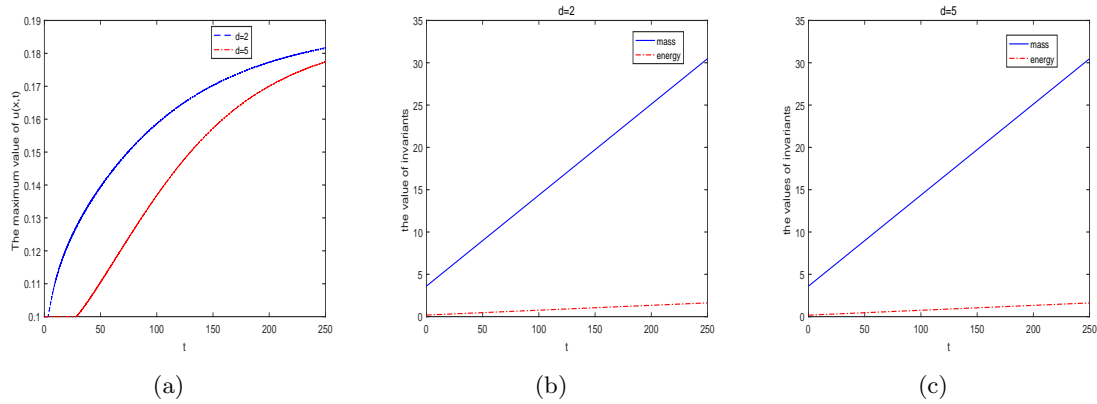 0.19
0.18
0.17
0.16
0.15
0.14
0.13
0.12
0.11
0.1
The maximum value of u(x,t)
d=2
d=5
0 50 100 150 200 250
t
(a)
d=2
35
30
25
20
15
10
5
0
the value of invariants
mass
energy
0 50 100 150 200 250
t
(b)
d=5
35
30
25
20
15
10
5
0
the values of invariants
mass
energy
0 50 100 150 200 250
t
(c)